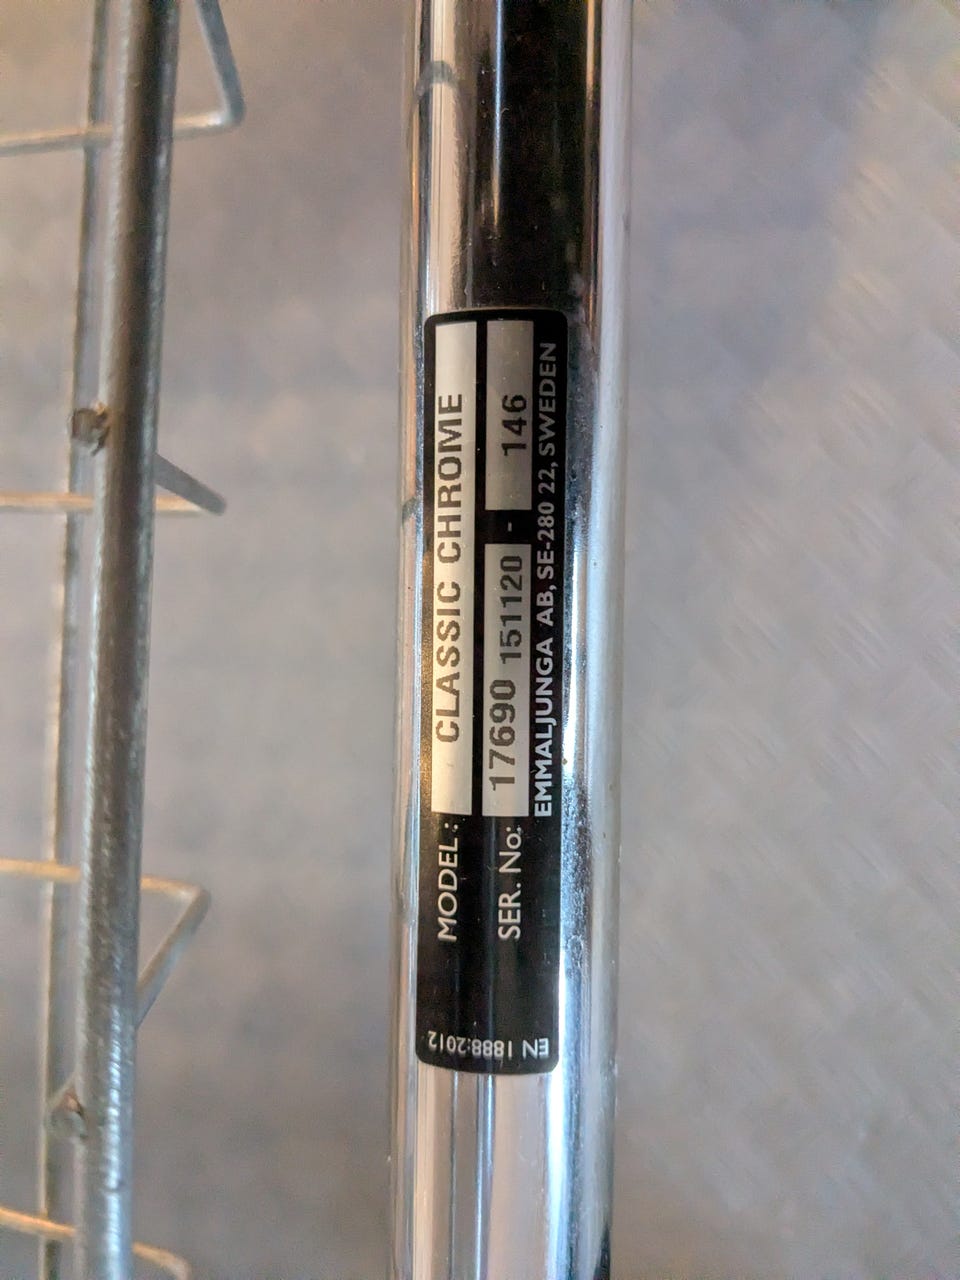 MODEL: CLASSIC CHROME
SER. No: 17690 151120 - 146
EMMALJUNGA AB, SE-280 22, SWEDEN
EN 1888:2012